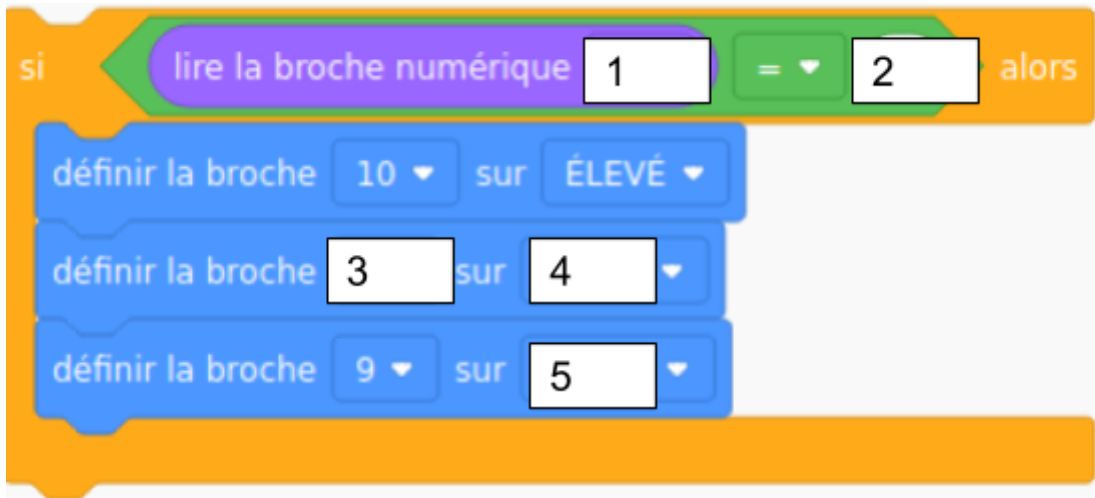 si lire la broche numérique 1 = 2 alors
définir la broche 10 sur ÉLEVÉ
définir la broche 3 sur 4
définir la broche 9 sur 5